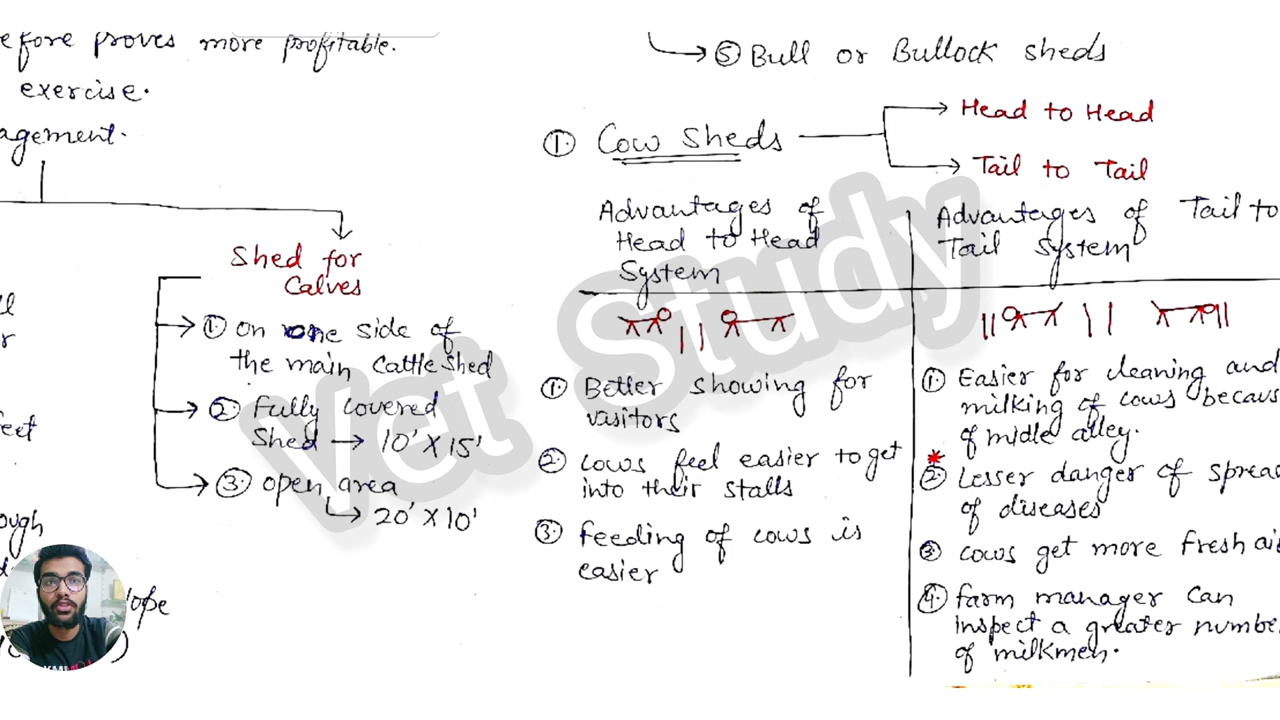 efore proves more profitable.
exercise.
agement.
Shed for
Calves
① on one side of
the main cattle shed
② Fully covered
Shed → 10' X 15'
③ open area
→ 20' X 10'
ough
lope
→ ⑤ Bull or Bullock sheds
① Cow Sheds
→ Head to Head
→ Tail to Tail
Advantages of
Head to Head
System
① Better showing for
visitors
② cows feel easier to get
into their stalls
③ feeding of cows is
easier
Advantages of Tail to
Tail System
① Easier for cleaning and
milking of cows becaus
of midle alley.
* ② Lesser danger of sprea
of diseases
③ cows get more fresh ai
④ farm manager can
inspect a greater numbe
of milkmen.
Vet Study